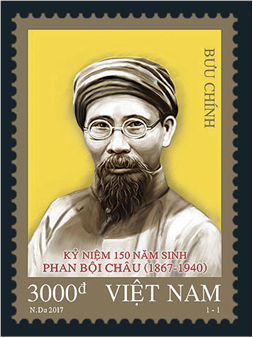 BƯU CHÍNH
KỶ NIỆM 150 NĂM SINH
PHAN BỘI CHÂU (1867-1940)
3000đ VIỆT NAM
N.Du 2017 1 - 1